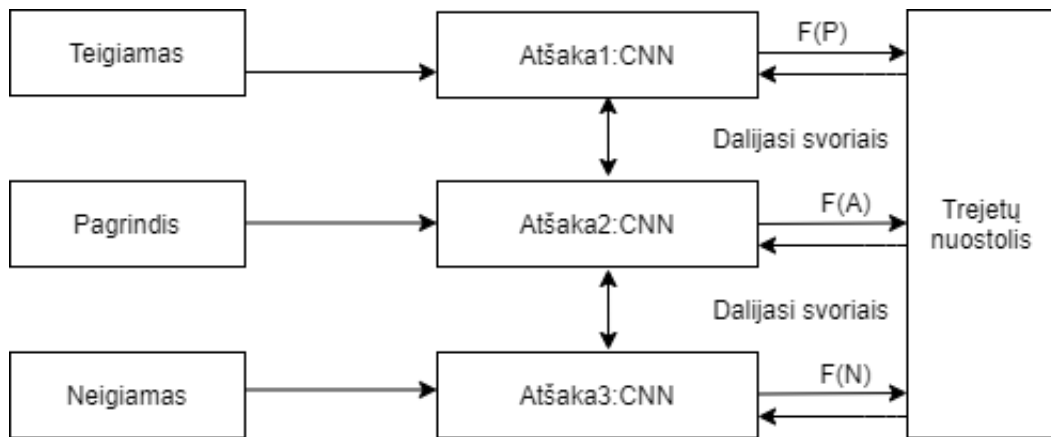 Teigiamas
Atšaka1:CNN
F(P)
Dalijasi svoriais
Pagrindis
Atšaka2:CNN
F(A)
Trejetų
nuostolis
Dalijasi svoriais
Neigiamas
Atšaka3:CNN
F(N)